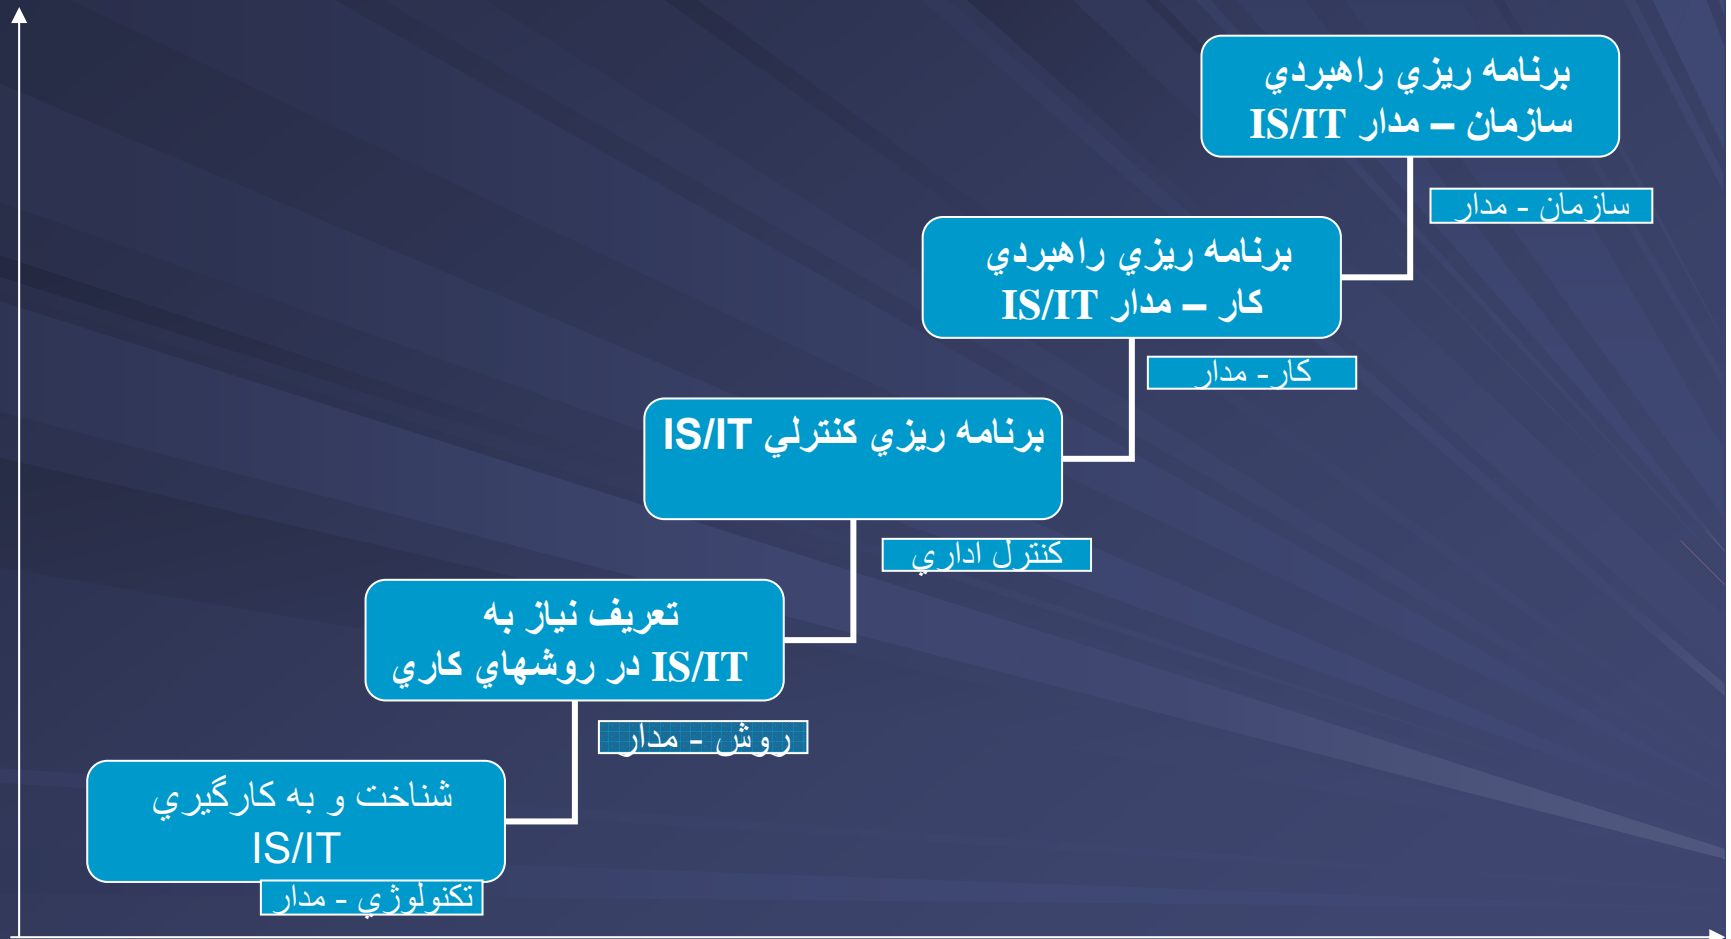 برنامه ريزي راهبردي
سازمان – مدار IS/IT
سازمان - مدار
برنامه ريزي راهبردي
كار – مدار IS/IT
كار- مدار
برنامه ريزي كنترلي IS/IT
كنترل اداري
تعريف نياز به
IS/IT در روشهاي كاري
روش - مدار
شناخت و به كارگيري
IS/IT
تكنولوژي - مدار